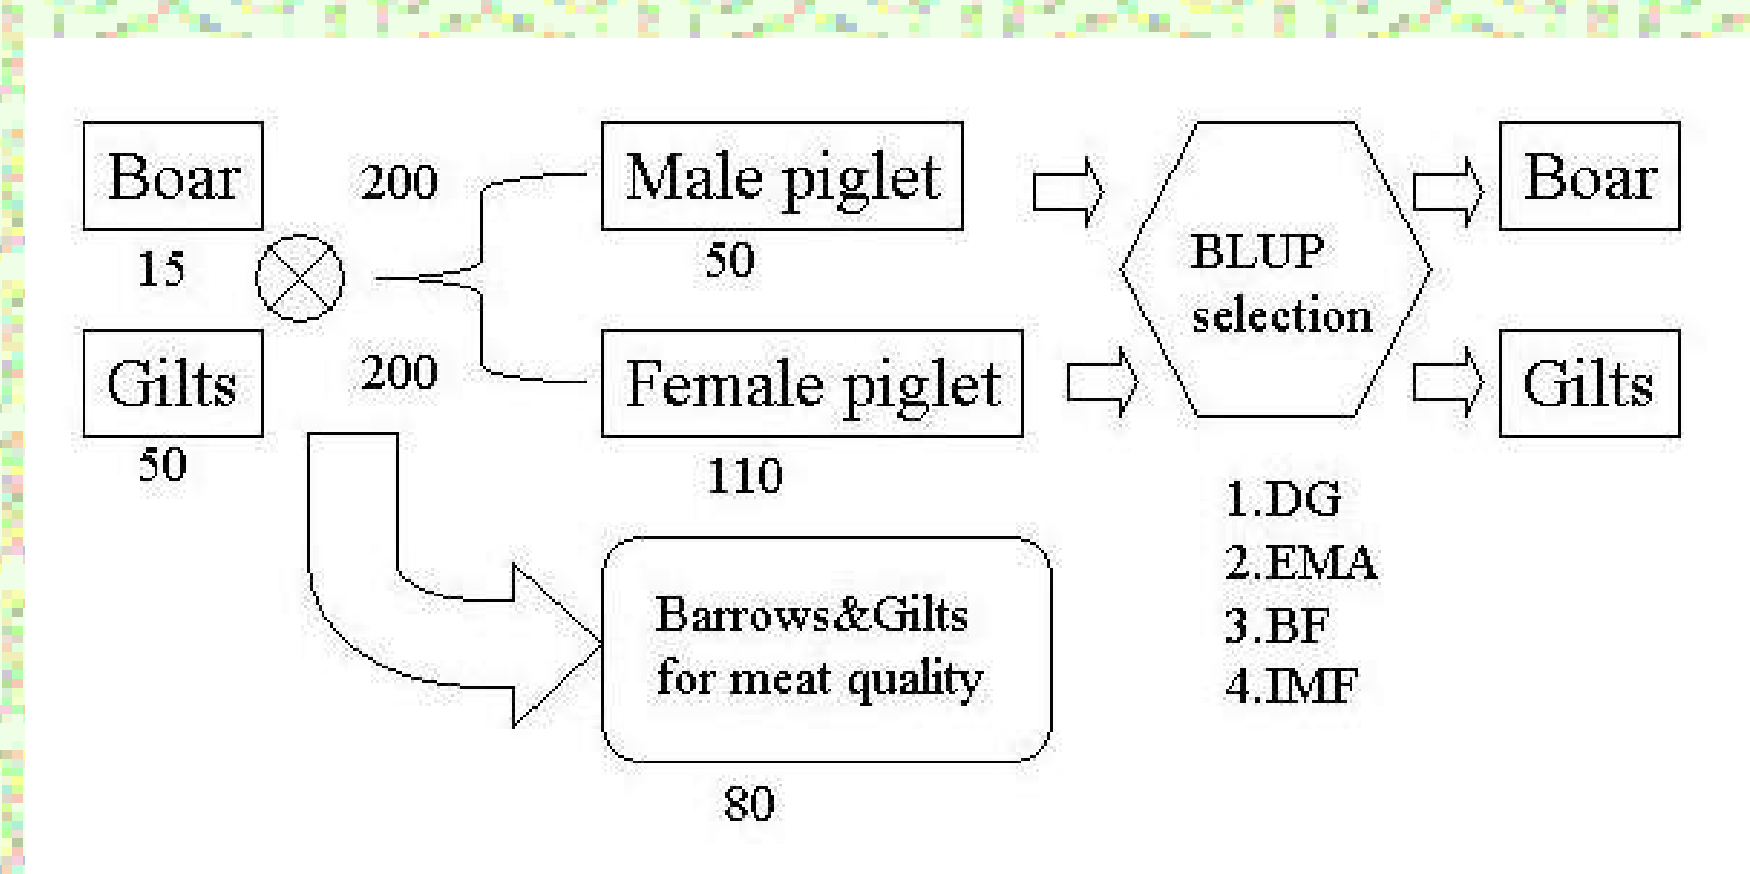 Boar
15
Gilts
50
200
200
Male piglet
50
Female piglet
110
Barrows&Gilts
for meat quality
80
BLUP
selection
1.DG
2.EMA
3.BF
4.IMF
Boar
Gilts